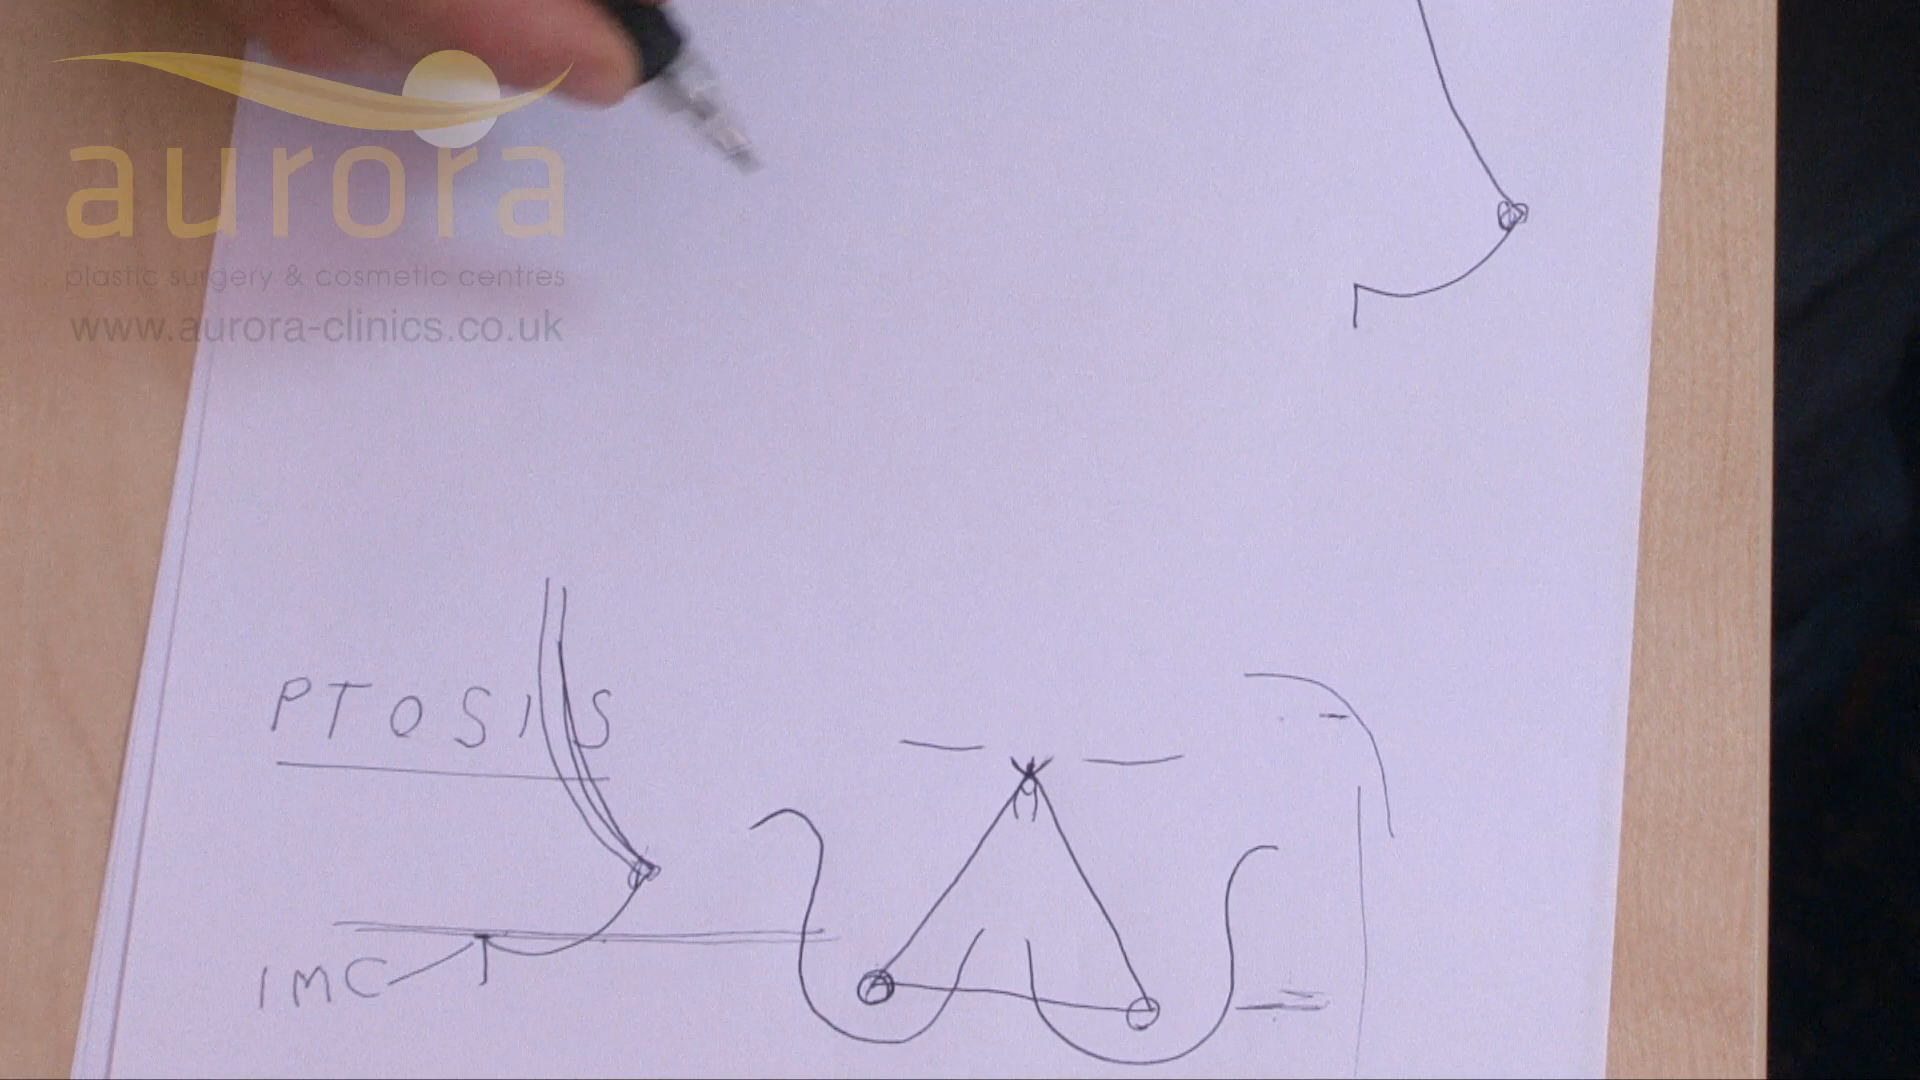 aurora
plastic surgery & cosmetic centres
www.aurora-clinics.co.uk
PTOSIS
IMC